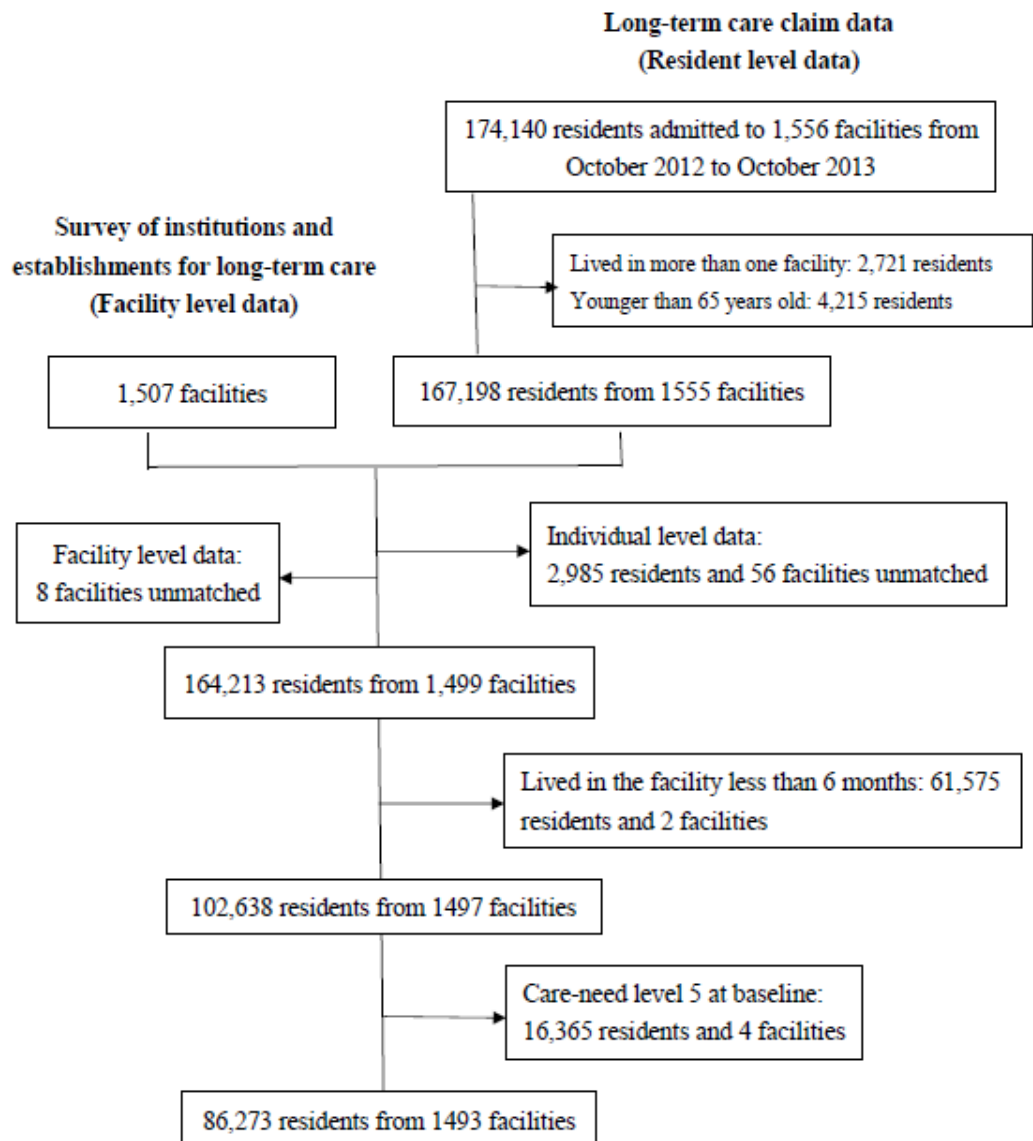 Long-term care claim data
(Resident level data)
174,140 residents admitted to 1,556 facilities from
October 2012 to October 2013
Survey of institutions and
establishments for long-term care
(Facility level data)
Lived in more than one facility: 2,721 residents
Younger than 65 years old: 4,215 residents
1,507 facilities
167,198 residents from 1555 facilities
Facility level data:
8 facilities unmatched
Individual level data:
2,985 residents and 56 facilities unmatched
164,213 residents from 1,499 facilities
Lived in the facility less than 6 months: 61,575
residents and 2 facilities
102,638 residents from 1497 facilities
Care-need level 5 at baseline:
16,365 residents and 4 facilities
86,273 residents from 1493 facilities